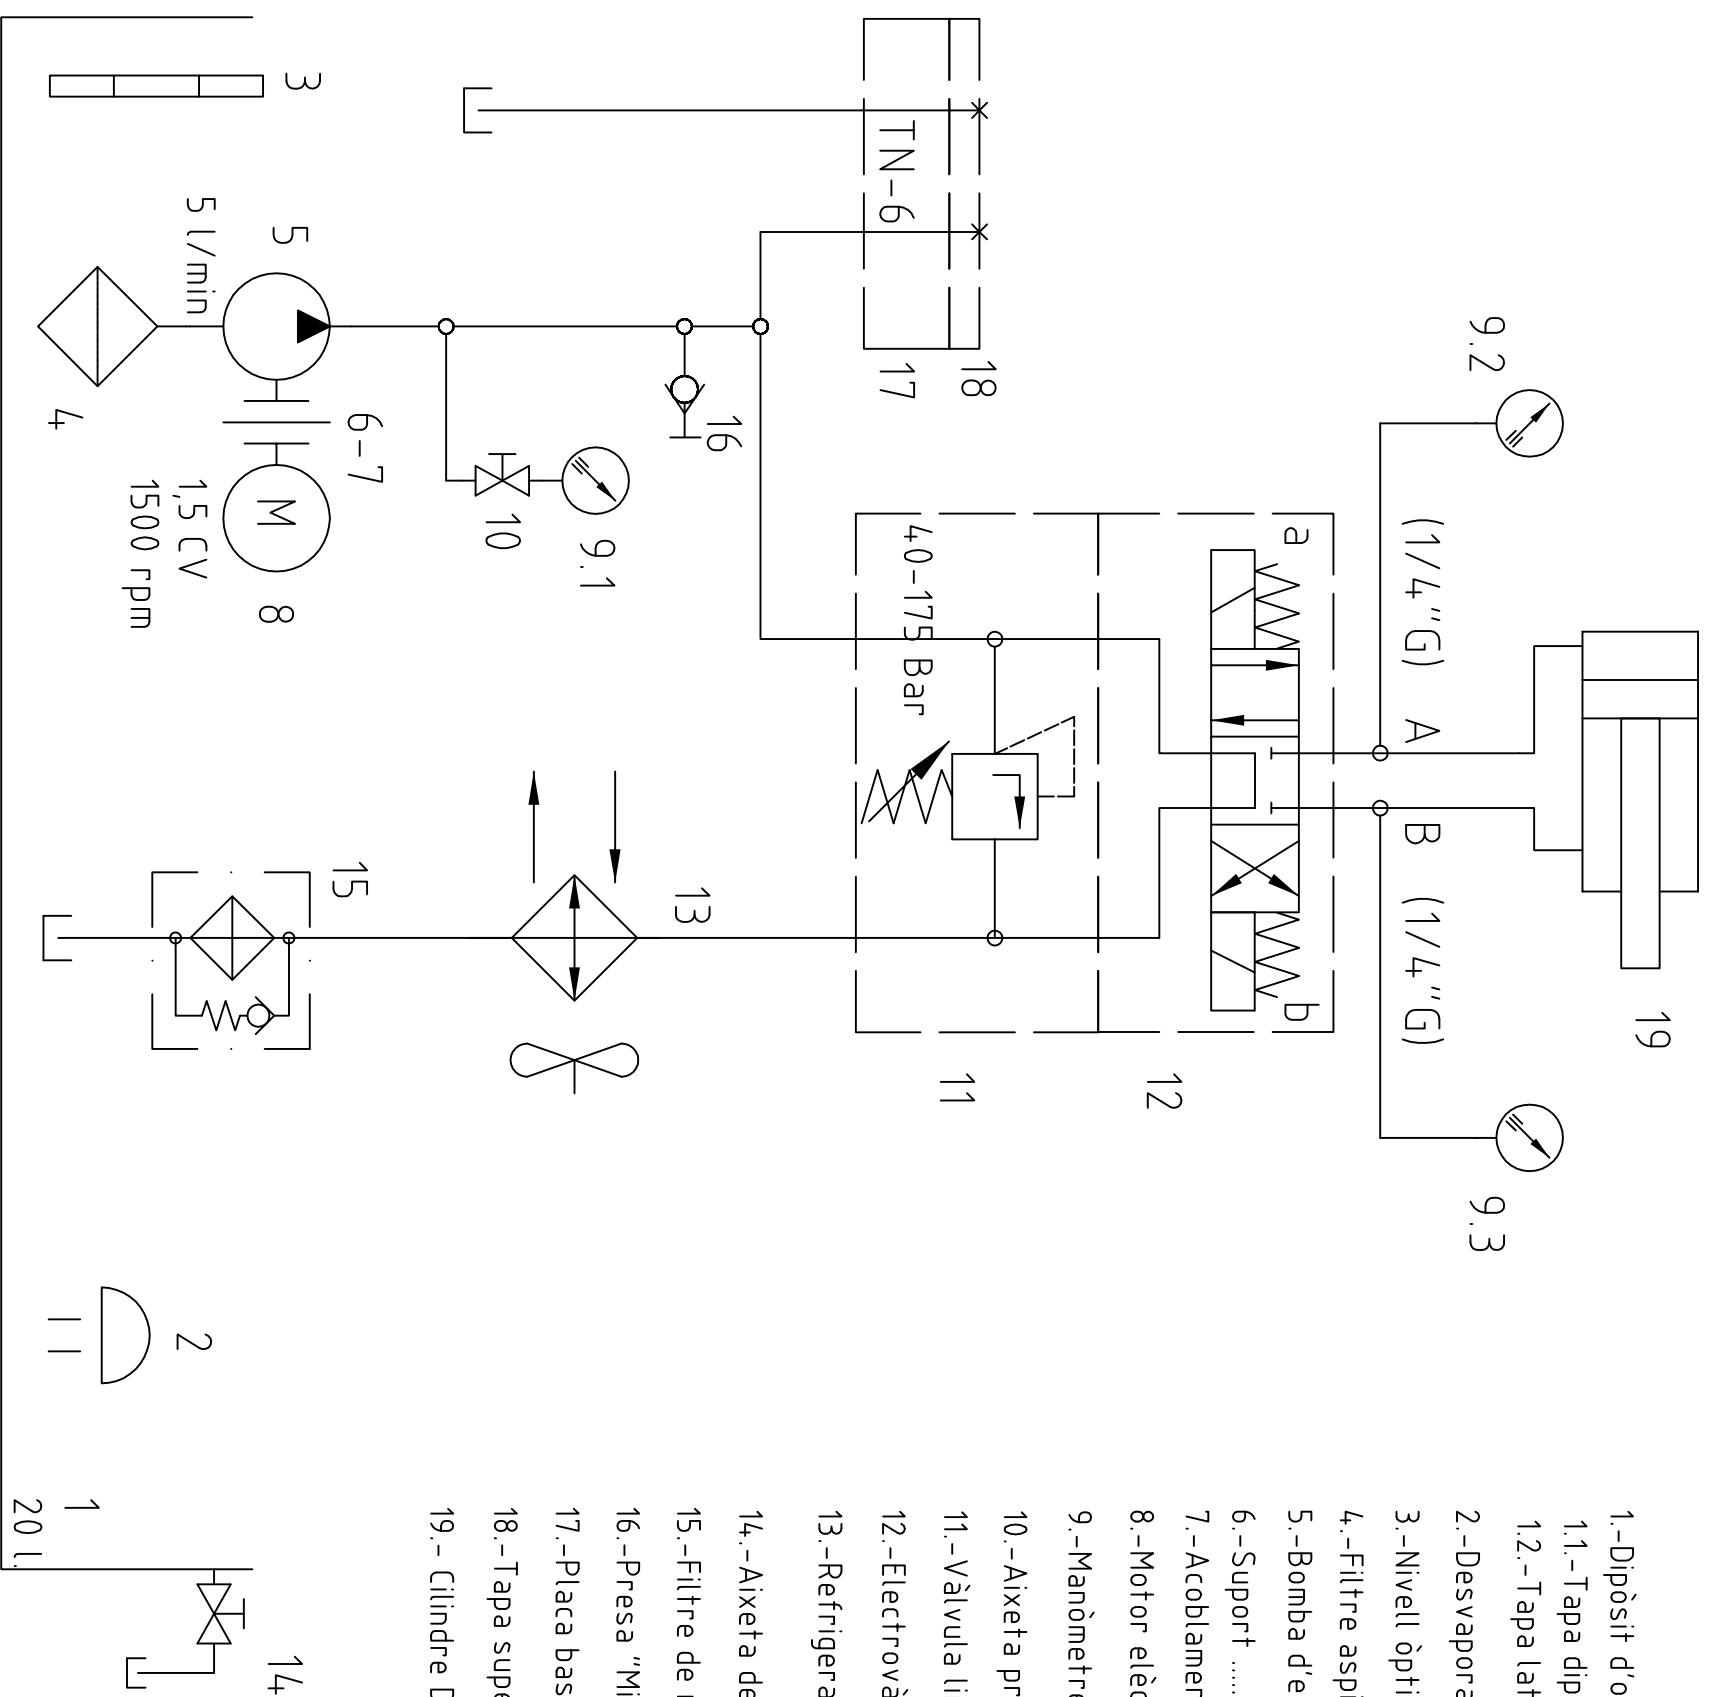 19
9.2
(1/4"G)
A
B
(1/4"G)
9.3
a
b
12
18
17
TN-6
40-175 Bar
11
16
13
9.1
10
3
6-7
15
5
8
5 l/min
1,5 CV
1500 rpm
4
2
14
1
20 l.
1.-Dipòsit d'o
1.1.-Tapa dip
1.2.-Tapa lat
2.-Desvapora
3.-Nivell òpti
4.-Filtre aspi
5.-Bomba d'e
6.-Suport .....
7.-Acoblamen
8.-Motor elèc
9.-Manòmetre
10.-Aixeta pr
11.-Vàlvula li
12.-Electrovà
13.-Refrigera
14.-Aixeta de
15.-Filtre de r
16.-Presa "Mi
17.-Placa bas
18.-Tapa supe
19.- Cilindre D